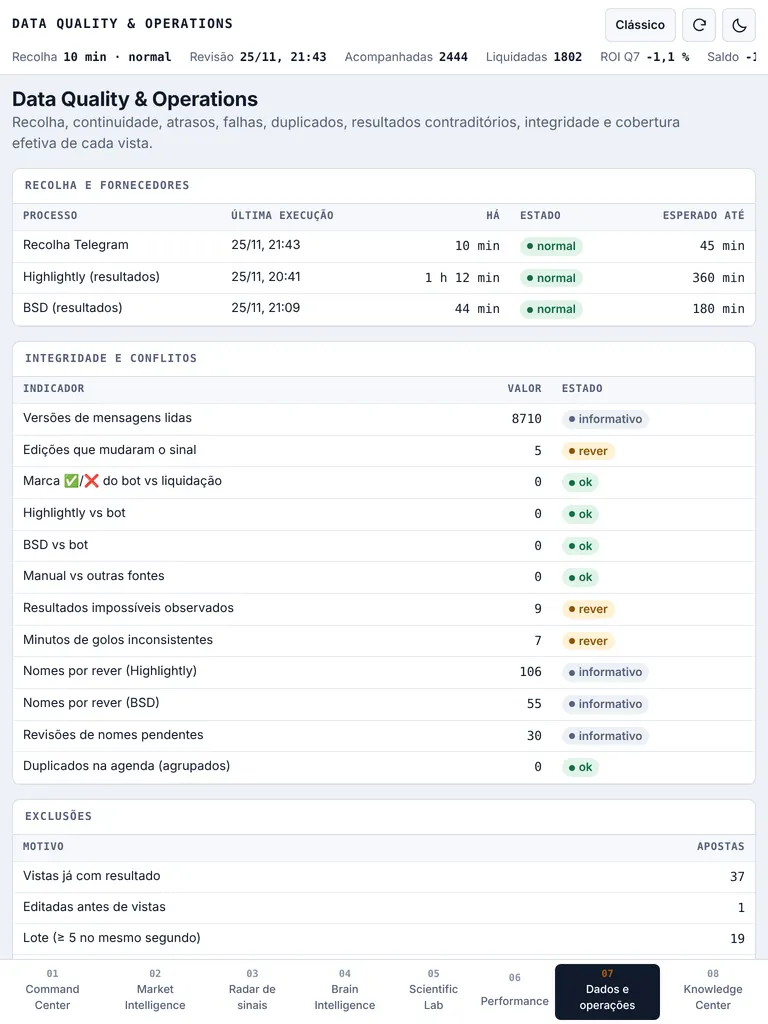 DATA QUALITY & OPERATIONS
Clássico
Recolha 10 min · normal Revisão 25/11, 21:43 Acompanhadas 2444 Liquidadas 1802 ROI Q7 -1,1 % Saldo
Data Quality & Operations
Recolha, continuidade, atrasos, falhas, duplicados, resultados contraditórios, integridade e cobertura
efetiva de cada vista.
RECOLHA E FORNECEDORES
PROCESSO ÚLTIMA EXECUÇÃO HÁ ESTADO ESPERADO ATÉ
Recolha Telegram 25/11, 21:43 10 min normal 45 min
Highlightly (resultados) 25/11, 20:41 1 h 12 min normal 360 min
BSD (resultados) 25/11, 21:09 44 min normal 180 min
INTEGRIDADE E CONFLITOS
INDICADOR VALOR ESTADO
Versões de mensagens lidas 8710 informativo
Edições que mudaram o sinal 5 rever
Marca ✅/❌ do bot vs liquidação 0 ok
Highlightly vs bot 0 ok
BSD vs bot 0 ok
Manual vs outras fontes 0 ok
Resultados impossíveis observados 9 rever
Minutos de golos inconsistentes 7 rever
Nomes por rever (Highlightly) 106 informativo
Nomes por rever (BSD) 55 informativo
Revisões de nomes pendentes 30 informativo
Duplicados na agenda (agrupados) 0 ok
EXCLUSÕES
MOTIVO APOSTAS
Vistas já com resultado 37
Editadas antes de vistas 1
Lote (≥ 5 no mesmo segundo) 19
01 Command Center
02 Market Intelligence
03 Radar de sinais
04 Brain Intelligence
05 Scientific Lab
06 Performance
07 Dados e operações
08 Knowledge Center